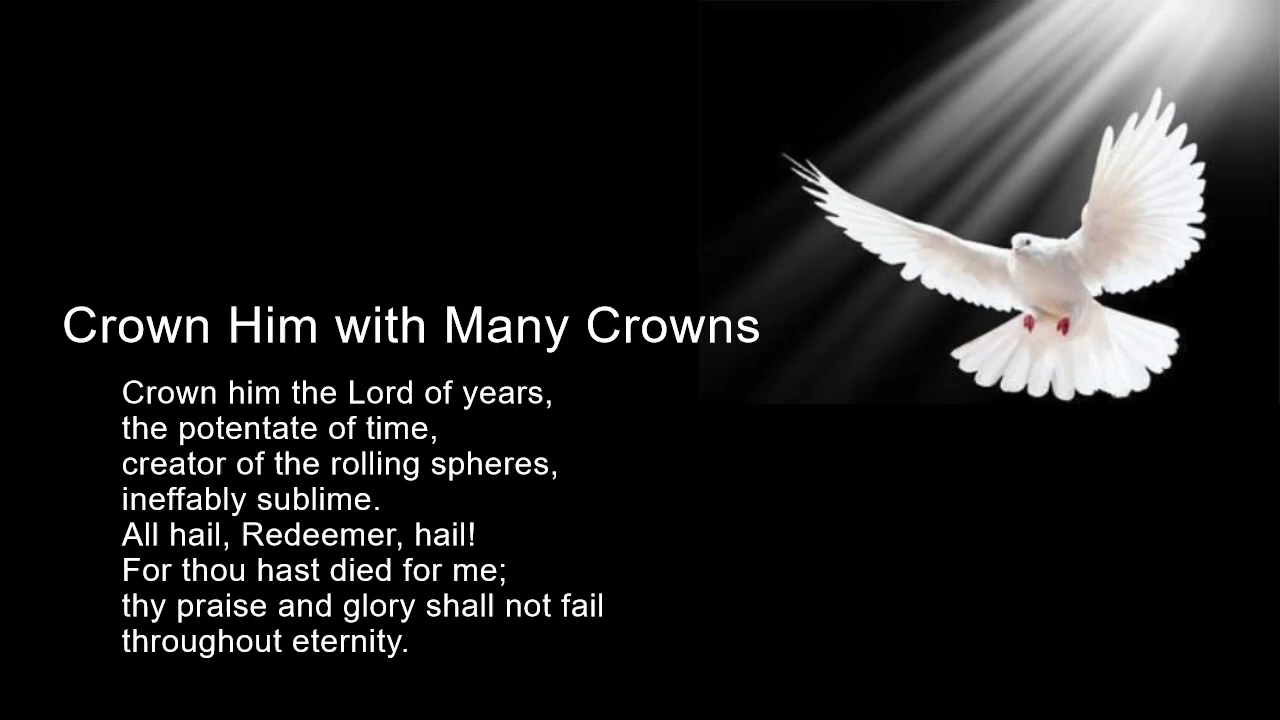 Crown Him with Many Crowns
Crown him the Lord of years,
the potentate of time,
creator of the rolling spheres,
ineffably sublime.
All hail, Redeemer, hail!
For thou hast died for me;
thy praise and glory shall not fail
throughout eternity.